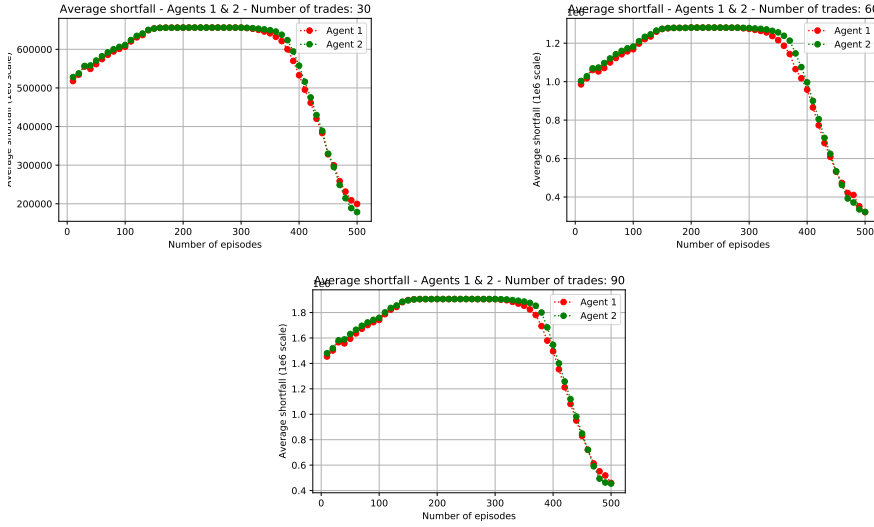 Average shortfall - Agents 1 & 2 - Number of trades: 30
600000
500000
400000
300000
200000
0
100
200
300
400
500
Number of episodes
Agent 1
Agent 2
Average shortfall - Agents 1 & 2 - Number of trades: 60
Average shortfall (1e6 scale)
1.2
1.0
0.8
0.6
0.4
0
100
200
300
400
500
Number of episodes
Agent 1
Agent 2
Average shortfall - Agents 1 & 2 - Number of trades: 90
1e6
Average shortfall (1e6 scale)
1.8
1.6
1.4
1.2
1.0
0.8
0.6
0.4
0
100
200
300
400
500
Number of episodes
Agent 1
Agent 2